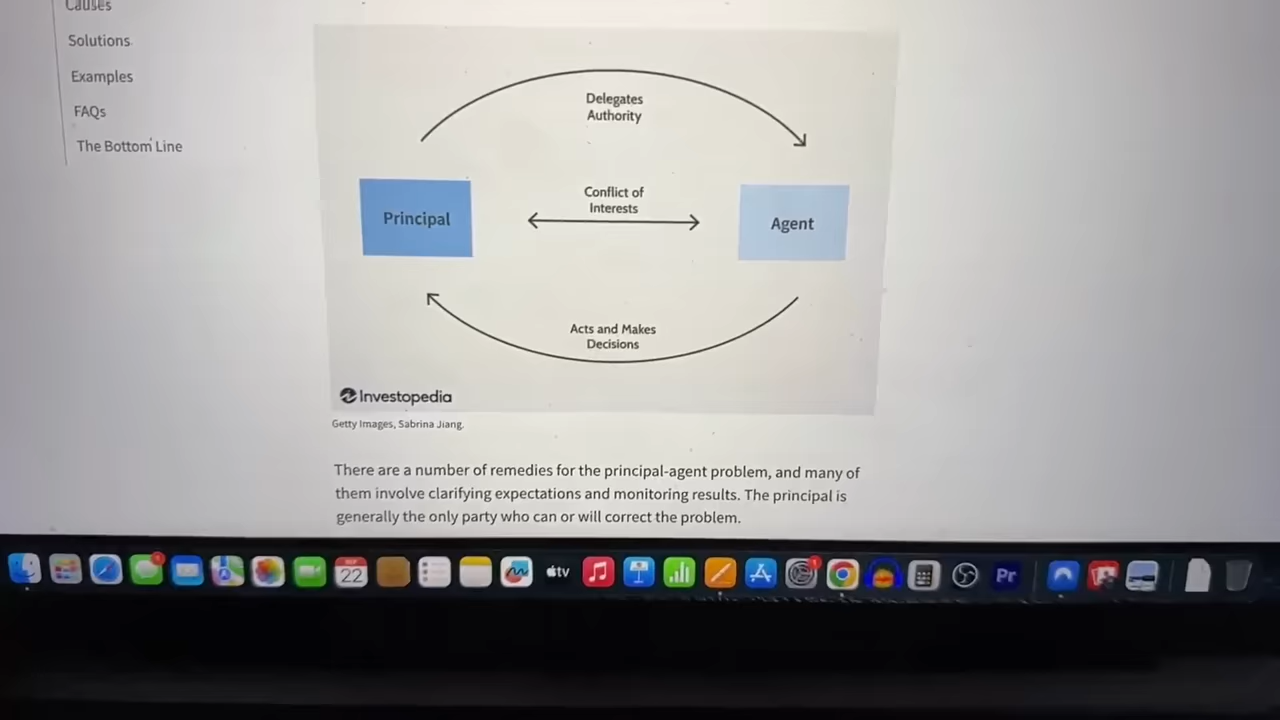 Causes
Solutions
Examples
FAQs
The Bottom Line
Delegates
Authority
Conflict of
Interests
Principal
Agent
Acts and Makes
Decisions
Investopedia
Getty Images, Sabrina Jiang.
There are a number of remedies for the principal-agent problem, and many of
them involve clarifying expectations and monitoring results. The principal is
generally the only party who can or will correct the problem.
22
tv
Pr